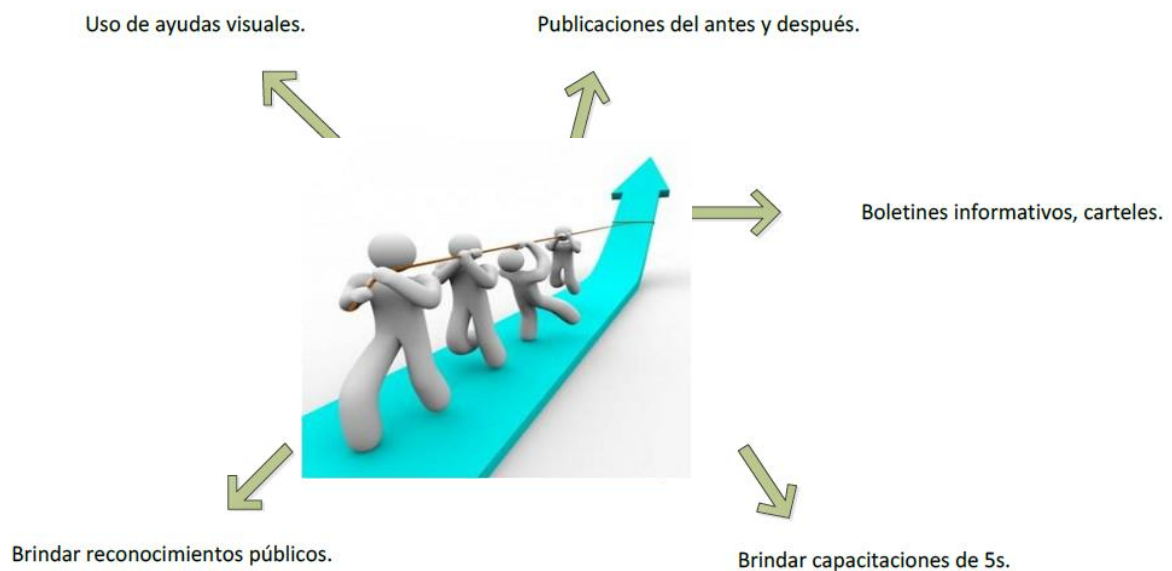 Uso de ayudas visuales.
Publicaciones del antes y después.
Boletines informativos, carteles.
Brindar reconocimientos públicos.
Brindar capacitaciones de 5s.